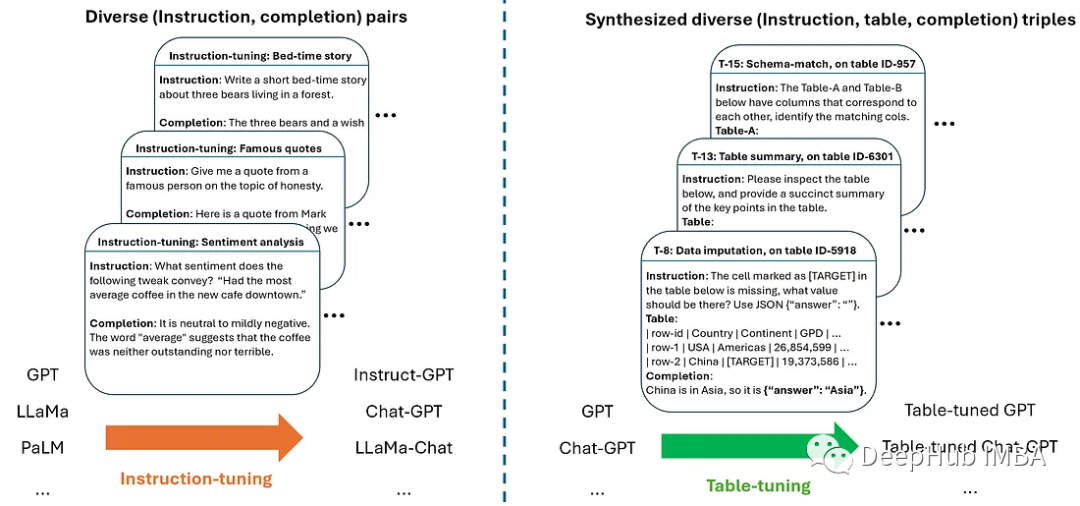 Diverse (Instruction, completion) pairs
Instruction-tuning: Bed-time story
Instruction: Write a short bed-time story
about three bears living in a forest.
Completion: The three bears and a wish
...
Instruction-tuning: Famous quotes
Instruction: Give me a quote from a
famous person on the topic of honesty.
Completion: Here is a quote from Mark
ing we
...
Instruction-tuning: Sentiment analysis
Instruction: What sentiment does the
following tweak convey? “Had the most
average coffee in the new cafe downtown.”
Completion: It is neutral to mildly negative.
The word “average” suggests that the coffee
was neither outstanding nor terrible.
...
GPT
LLaMa
PaLM
...
Instruction-tuning
Instruct-GPT
Chat-GPT
LLaMa-Chat
...
Synthesized diverse (Instruction, table, completion) triples
T-15: Schema-match, on table ID-957
Instruction: The Table-A and Table-B
below have columns that correspond to
each other, identify the matching cols.
Table-A:
...
T-13: Table summary, on table ID-6301
Instruction: Please inspect the table
below, and provide a succinct summary
of the key points in the table.
Table:
...
T-8: Data imputation, on table ID-5918
Instruction: The cell marked as [TARGET] in
the table below is missing, what value
should be there? Use JSON {“answer”: “”}.
Table:
| row-id | Country | Continent | GPD | ...
| row-1 | USA | Americas | 26,854,599 | ...
| row-2 | China | [TARGET] | 19,373,586 | ...
Completion:
China is in Asia, so it is {“answer”: “Asia”}.
...
GPT
Chat-GPT
...
Table-tuning
Table-tuned GPT
Table-tuned Chat-GPT
...
DeepHub IMBA